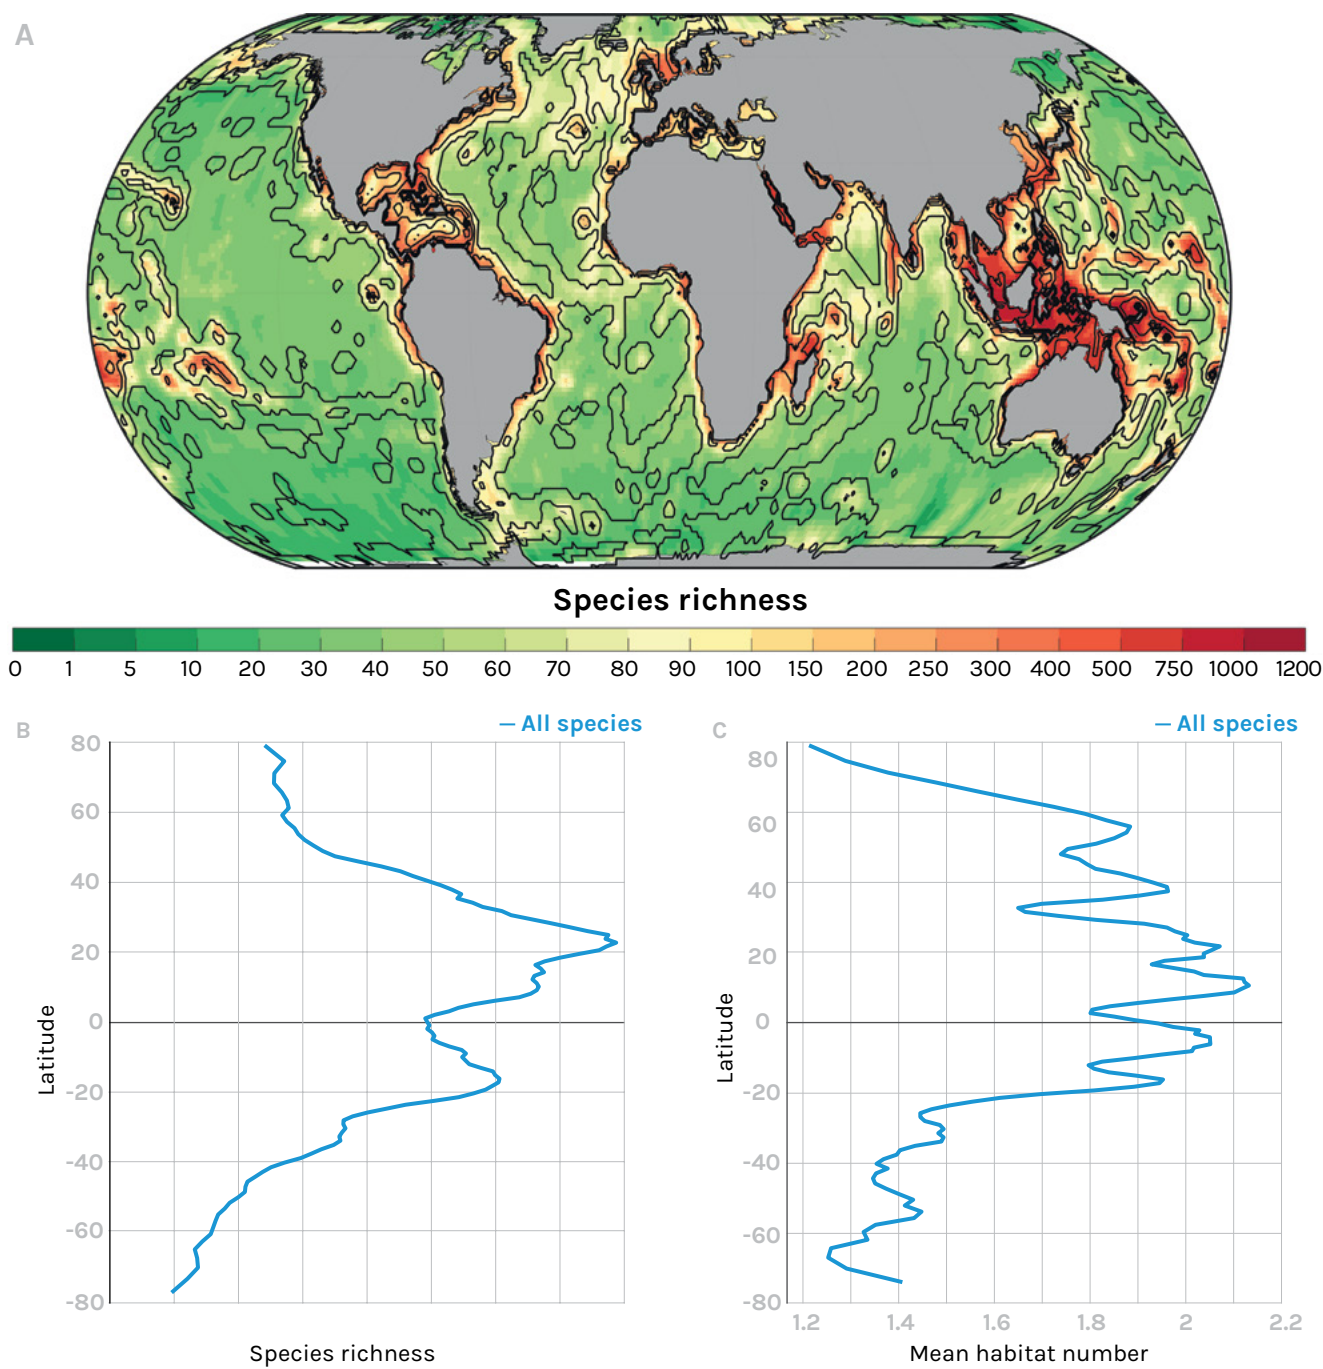 A
Species richness
0 1 5 10 20 30 40 50 60 70 80 90 100 150 200 250 300 400 500 750 1000 1200
B
— All species
80
60
40
20
0
-20
-40
-60
-80
Latitude
Species richness
C
— All species
80
60
40
20
0
-20
-40
-60
-80
Latitude
1.2 1.4 1.6 1.8 2 2.2
Mean habitat number